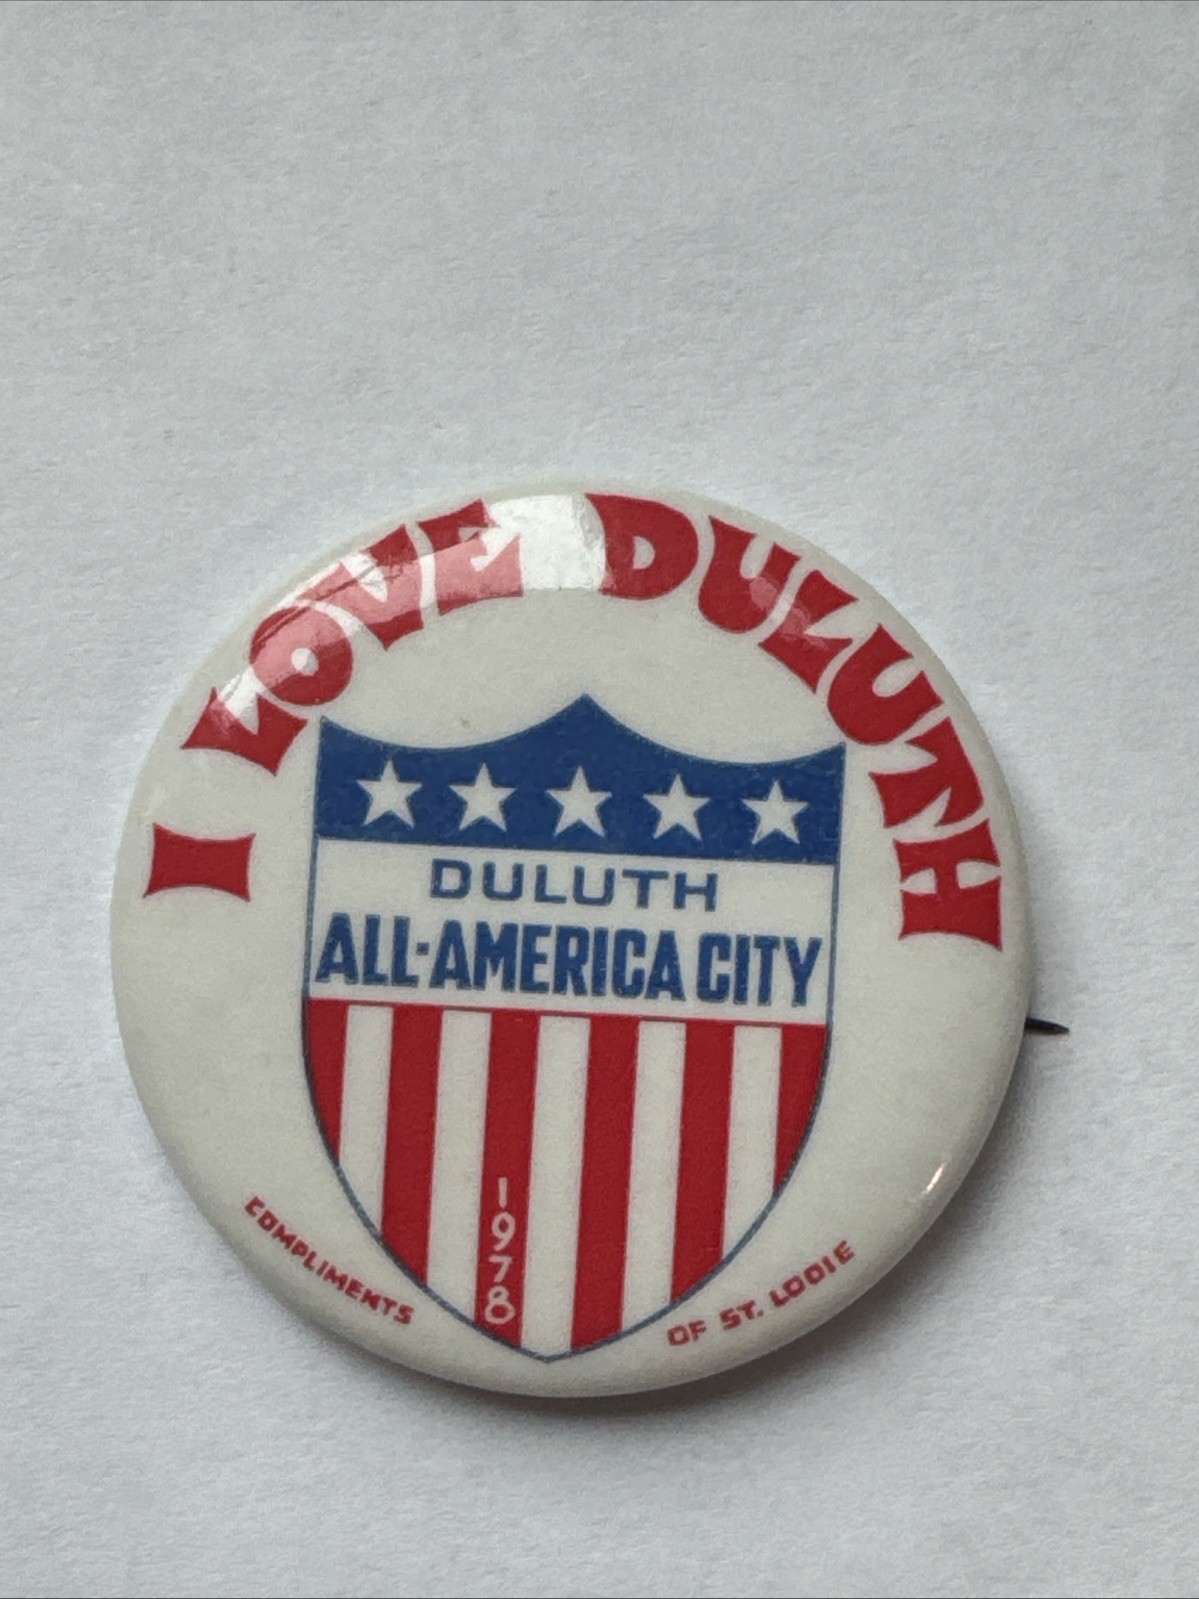 I LOVE DULUTH
DULUTH
ALL-AMERICA CITY
1978
COMPLIMENTS OF ST. LOOIE